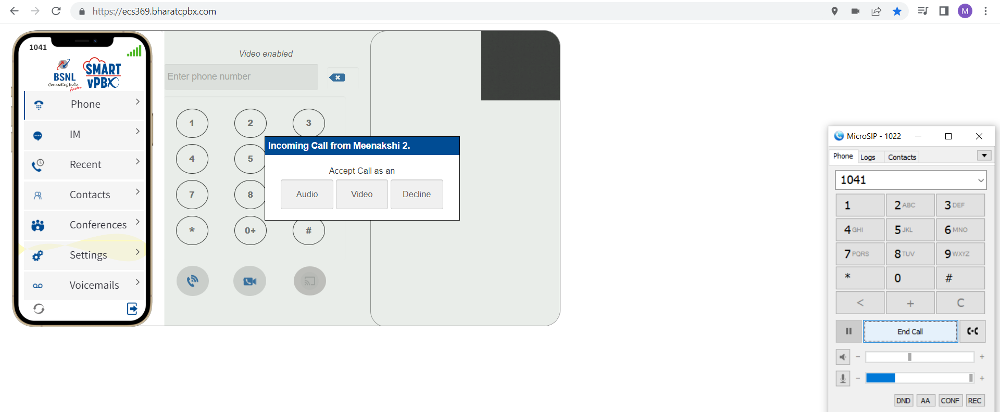 https://ecs369.bharatcpbx.com
M
1041
BSNL
Connecting India
faster
SMART
vPBX
Phone
IM
Recent
Contacts
Conferences
Settings
Voicemails
Video enabled
Enter phone number
1 2 3
4 5
7 8
* 0+ #
Incoming Call from Meenakshi 2.
Accept Call as an
Audio Video Decline
MicroSIP - 1022
Phone Logs Contacts
1041
1 2 ABC 3 DEF
4 GHI 5 JKL 6 MNO
7 PQRS 8 TUV 9 WXYZ
* 0 #
< + C
End Call
− +
− +
DND AA CONF REC